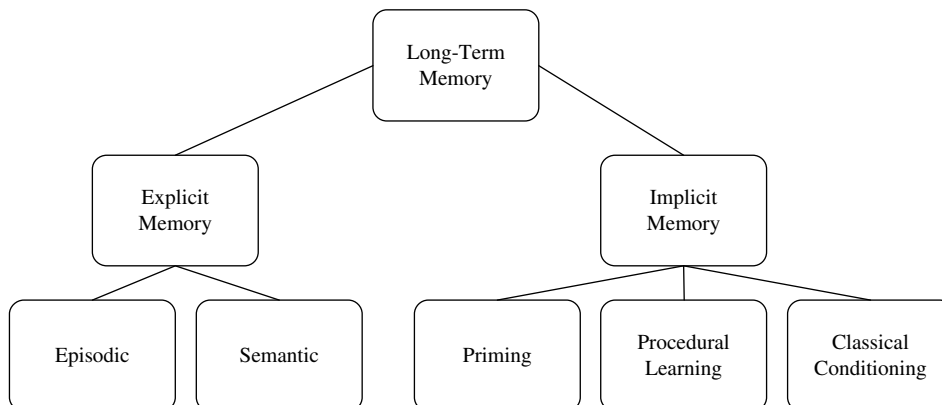 Long-Term
Memory
Explicit
Memory
Implicit
Memory
Episodic
Semantic
Priming
Procedural
Learning
Classical
Conditioning